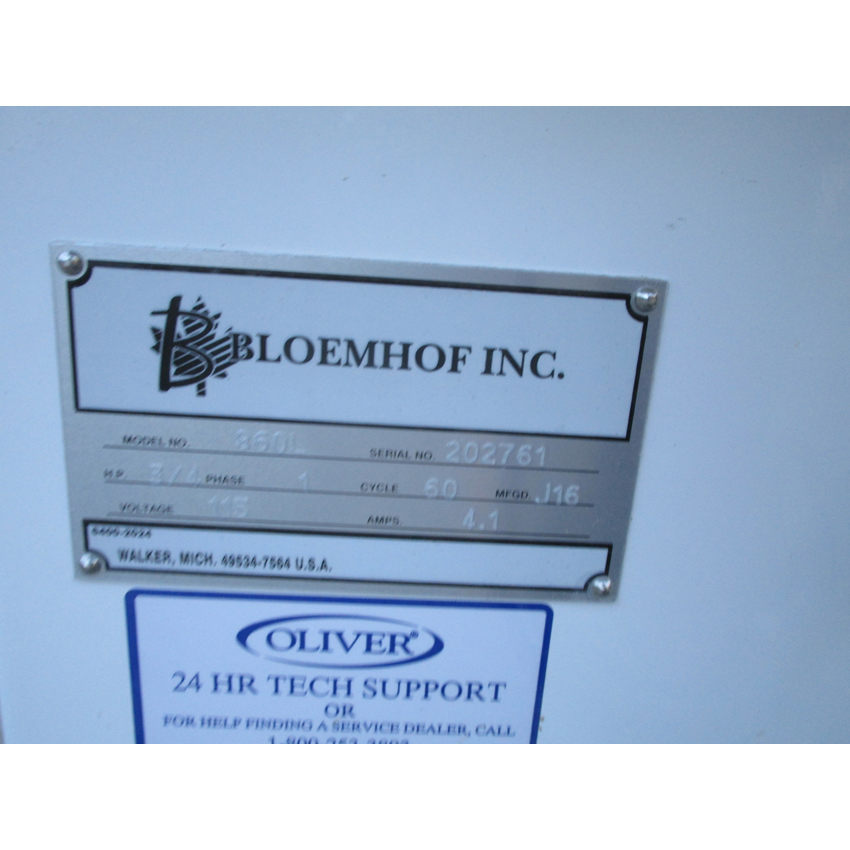 BLOEMHOF INC.
MODEL NO. 860L SERIAL NO. 202761
H.P. 3/4 PHASE 1 CYCLE 60 MFGD. J16
VOLTAGE 115 AMPS. 4.1
6400-2024
WALKER, MICH. 49534-7564 U.S.A.
OLIVER®
24 HR TECH SUPPORT
OR
FOR HELP FINDING A SERVICE DEALER, CALL